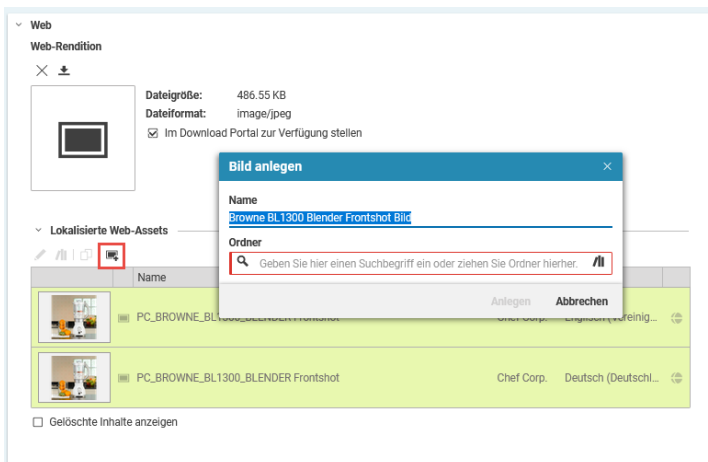 Web
Web-Rendition
Dateigröße: 486.55 KB
Dateiformat: image/jpeg
Im Download Portal zur Verfügung stellen
Bild anlegen
Name
Browne BL1300 Blender Frontshot Bild
Ordner
Geben Sie hier einen Suchbegriff ein oder ziehen Sie Ordner hierher.
Anlegen Abbrechen
Lokalisierte Web-Assets
Name
PC_BROWNE_BL1300_BLENDER Frontshot Chef Corp. Englisch (Vereinig...
PC_BROWNE_BL1300_BLENDER Frontshot Chef Corp. Deutsch (Deutschl...
Gelöschte Inhalte anzeigen